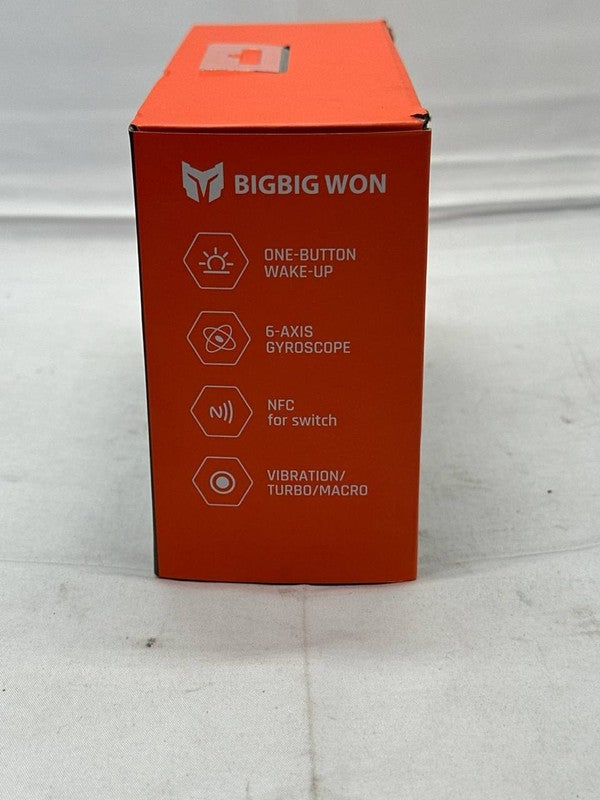 BIGBIG WON
ONE-BUTTON
WAKE-UP
6-AXIS
GYROSCOPE
NFC
for switch
VIBRATION/
TURBO/MACRO